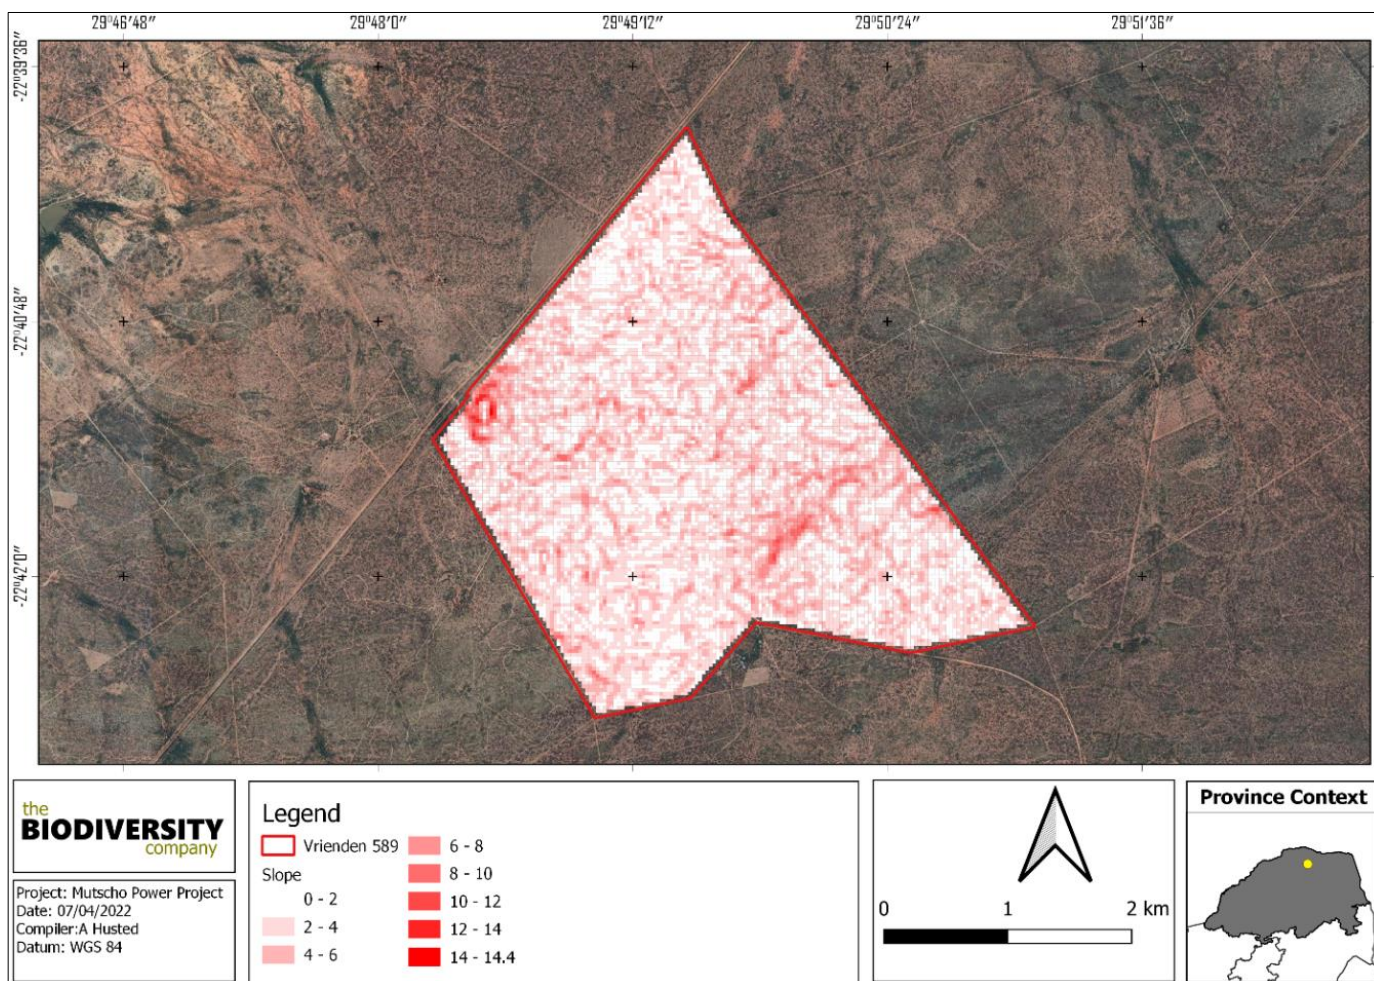 29°46'48" 29°48'0" 29°49'12" 29°50'24" 29°51'36"
-22°39'36"
-22°40'48"
-22°42'0"
the
BIODIVERSITY
company
Project: Mutscho Power Project
Date: 07/04/2022
Compiler:A Husted
Datum: WGS 84
Legend
Vrienden 589
Slope
0 - 2
2 - 4
4 - 6
6 - 8
8 - 10
10 - 12
12 - 14
14 - 14.4
0 1 2 km
Province Context